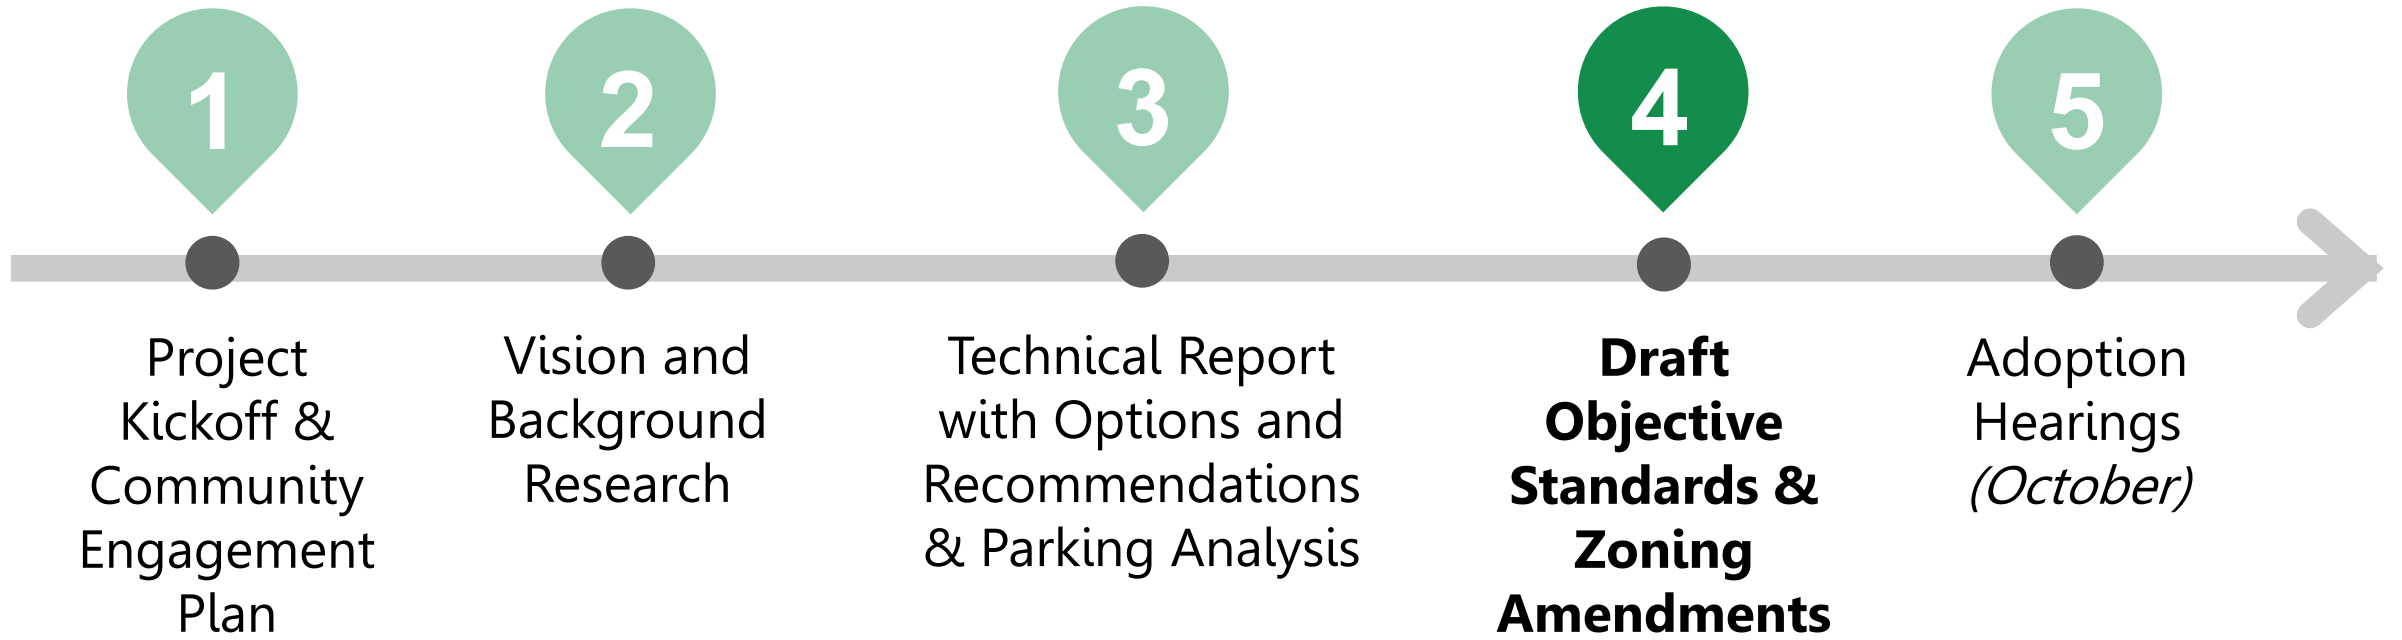 1
Project
Kickoff &
Community
Engagement
Plan
2
Vision and
Background
Research
3
Technical Report
with Options and
Recommendations
& Parking Analysis
4
Draft
Objective
Standards &
Zoning
Amendments
5
Adoption
Hearings
(October)